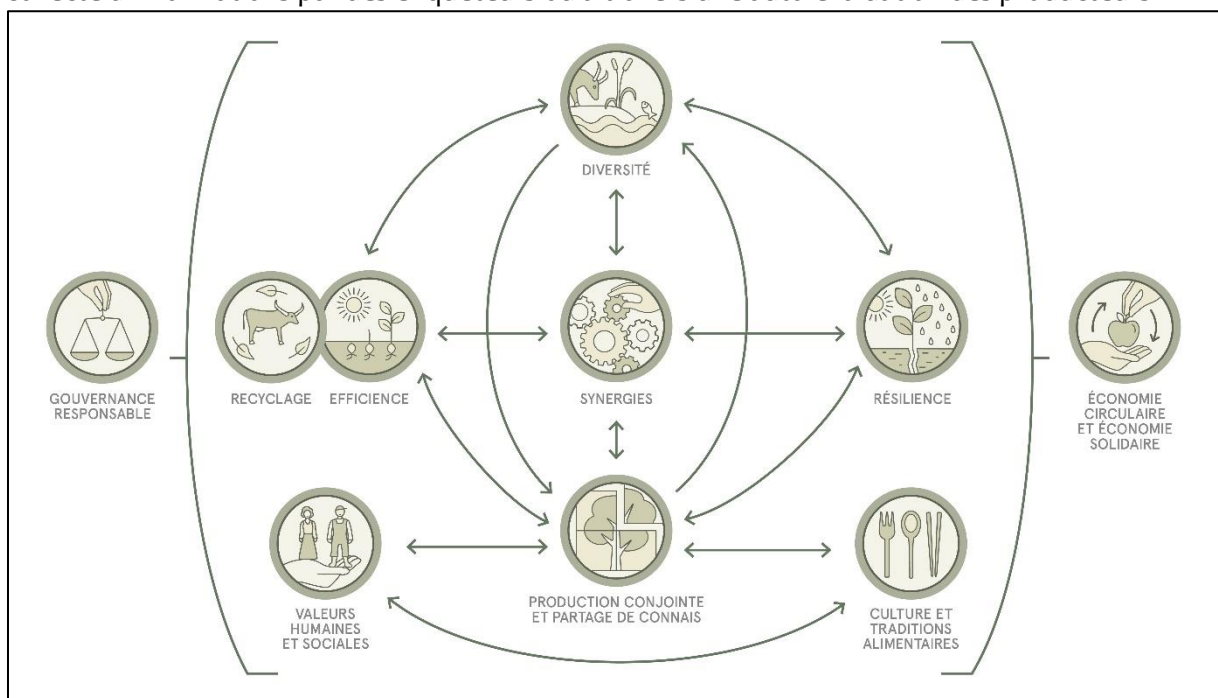 DIVERSITÉ
GOUVERNANCE
RESPONSABLE
RECYCLAGE
EFFICIENCE
SYNERGIES
RÉSILIENCE
ÉCONOMIE
CIRCULAIRE
ET ÉCONOMIE
SOLIDAIRE
VALEURS
HUMAINES
ET SOCIALES
PRODUCTION CONJOINTE
ET PARTAGE DE CONNAIS
CULTURE ET
TRADITIONS
ALIMENTAIRES